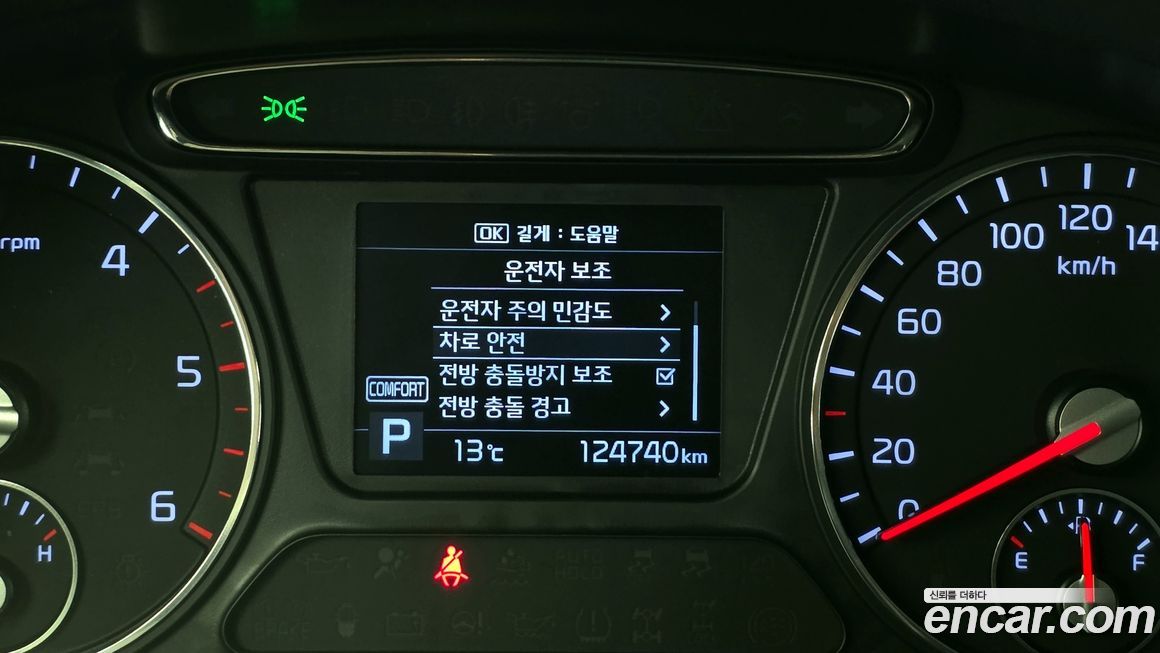 OK 길게 : 도움말
운전자 보조
운전자 주의 민감도
차로 안전
전방 충돌방지 보조
전방 충돌 경고
COMFORT
P
13℃ 124740km
rpm
4
5
6
H
0
20
40
60
80
100
120
14
km/h
E F
신뢰를 더하다
encar.com